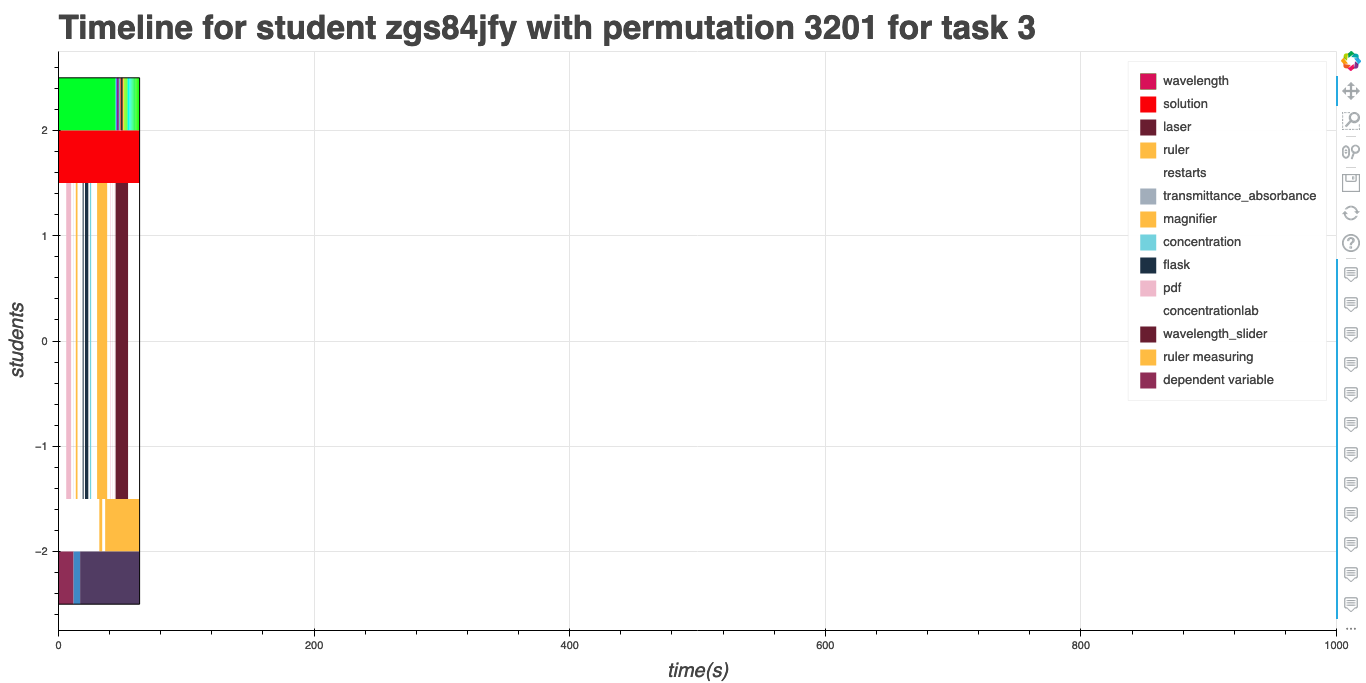 Timeline for student zgs84jfy with permutation 3201 for task 3
wavelength
solution
laser
ruler
restarts
transmittance_absorbance
magnifier
concentration
flask
pdf
concentrationlab
wavelength_slider
ruler measuring
dependent variable
students
2
1
0
−1
−2
0
200
400
600
800
1000
time(s)